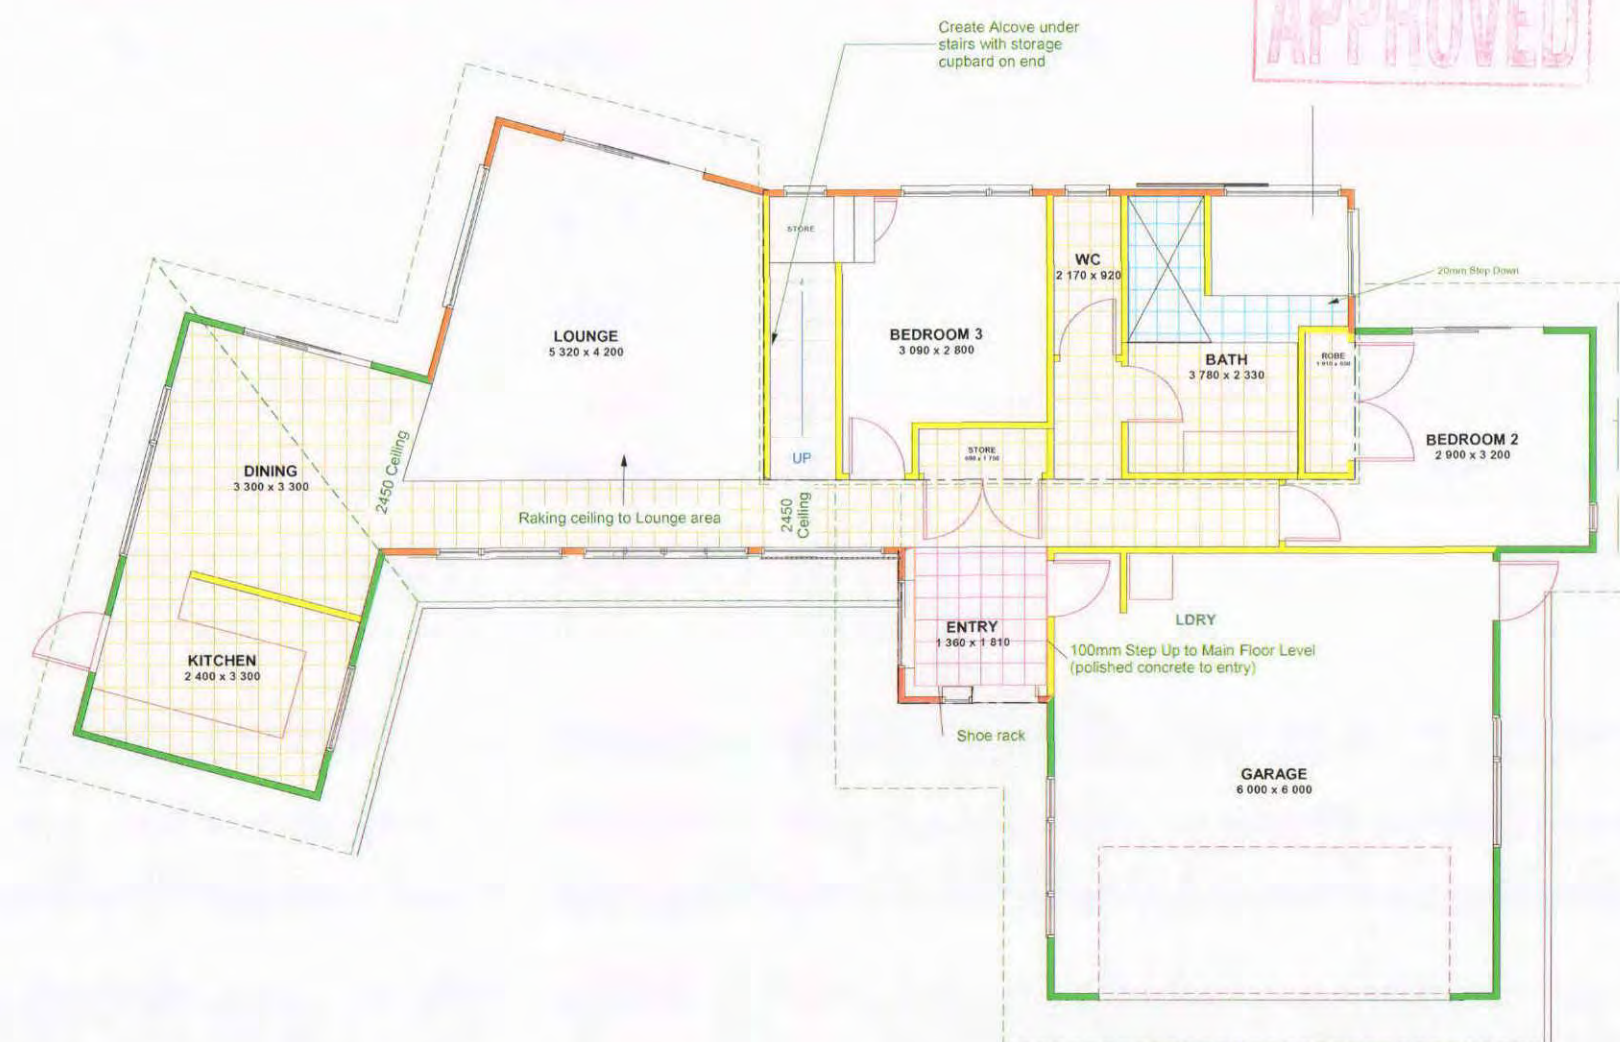 APPROVED
Create Alcove under
stairs with storage
cupbard on end
STORE
WC
2 170 x 920
20mm Step Down
LOUNGE
5 320 x 4 200
BEDROOM 3
3 090 x 2 800
BATH
3 780 x 2 330
ROBE
BEDROOM 2
2 900 x 3 200
DINING
3 300 x 3 300
2450 Ceiling
UP
STORE
Raking ceiling to Lounge area
2450
Ceiling
ENTRY
1 360 x 1 810
LDRY
100mm Step Up to Main Floor Level
(polished concrete to entry)
KITCHEN
2 400 x 3 300
Shoe rack
GARAGE
6 000 x 6 000